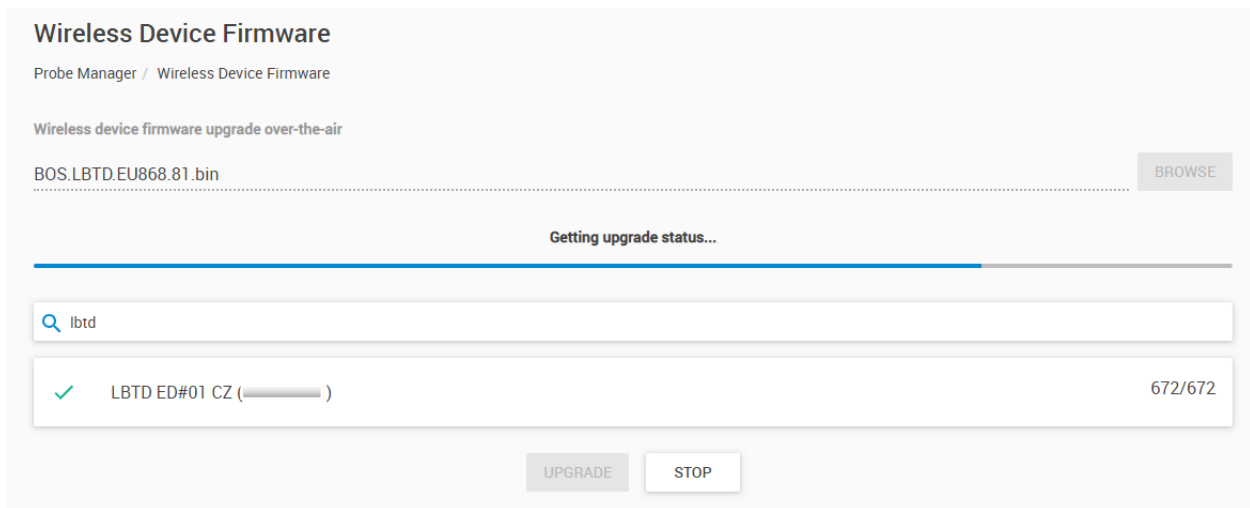 Wireless Device Firmware
Probe Manager / Wireless Device Firmware
Wireless device firmware upgrade over-the-air
BOS.LBTD.EU868.81.bin
BROWSE
Getting upgrade status...
lbtd
LBTD ED#01 CZ ( )
672/672
UPGRADE STOP